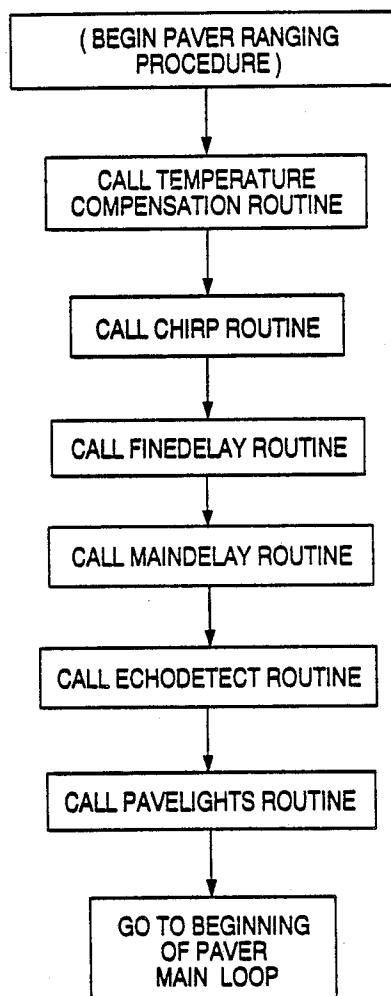 ( BEGIN PAVER RANGING
PROCEDURE )
CALL TEMPERATURE
COMPENSATION ROUTINE
CALL CHIRP ROUTINE
CALL FINEDELAY ROUTINE
CALL MAINDELAY ROUTINE
CALL ECHODETECT ROUTINE
CALL PAVELIGHTS ROUTINE
GO TO BEGINNING
OF PAVER
MAIN LOOP